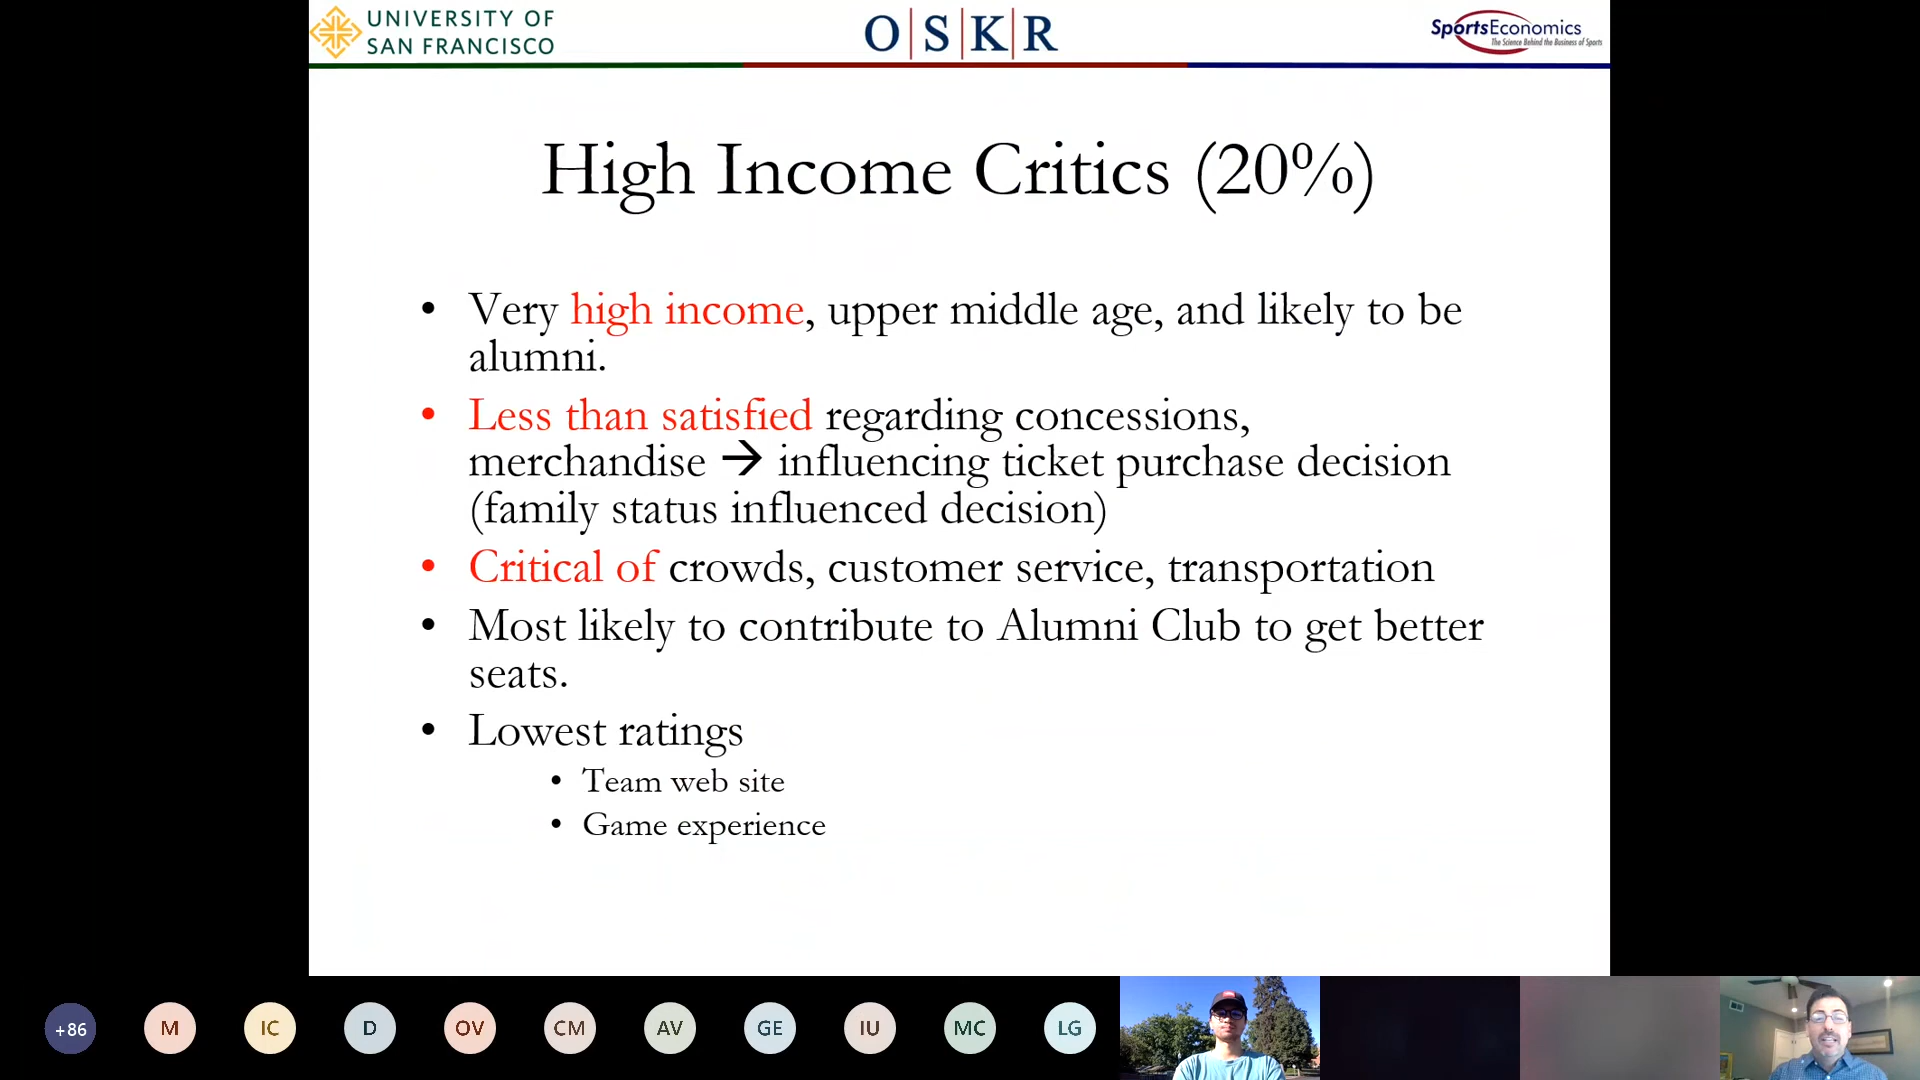 UNIVERSITY OF
SAN FRANCISCO
O|S|K|R
SportsEconomics
The Science Behind the Business of Sports
High Income Critics (20%)
• Very high income, upper middle age, and likely to be
alumni.
• Less than satisfied regarding concessions,
merchandise → influencing ticket purchase decision
(family status influenced decision)
• Critical of crowds, customer service, transportation
• Most likely to contribute to Alumni Club to get better
seats.
• Lowest ratings
• Team web site
• Game experience
+86
M
IC
D
OV
CM
AV
GE
IU
MC
LG